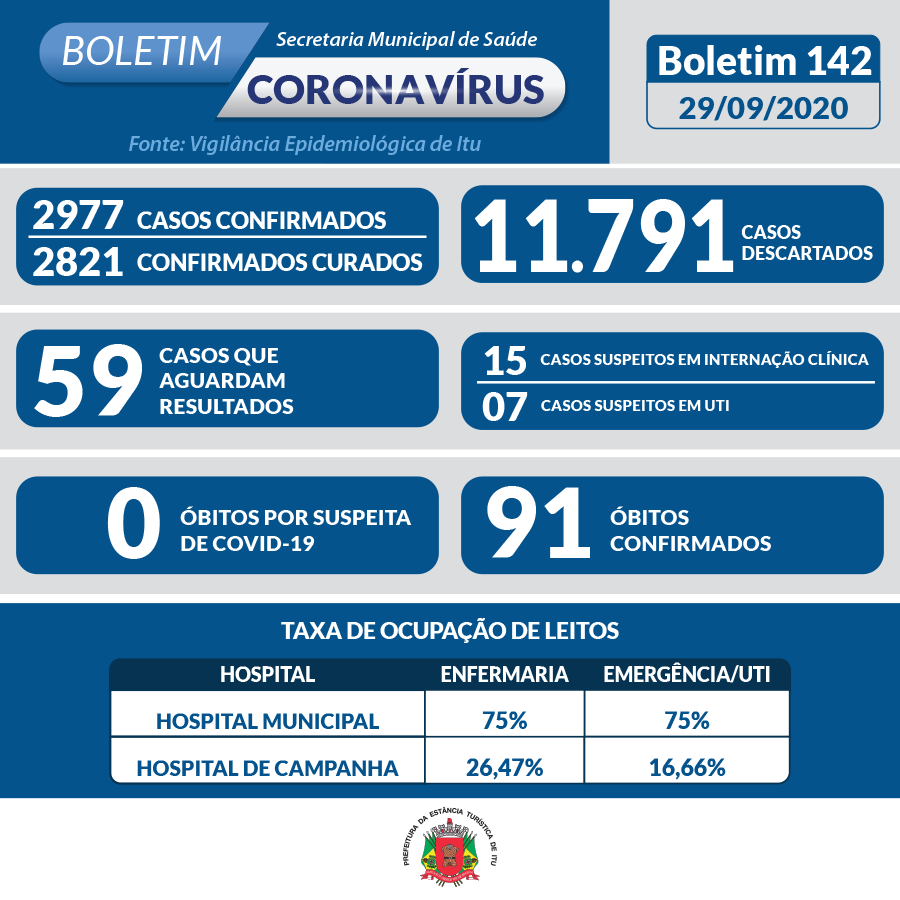 BOLETIM
Secretaria Municipal de Saúde
CORONAVÍRUS
Fonte: Vigilância Epidemiológica de Itu
Boletim 142
29/09/2020
2977 CASOS CONFIRMADOS
2821 CONFIRMADOS CURADOS
11.791 CASOS
DESCARTADOS
59 CASOS QUE
AGUARDAM
RESULTADOS
15 CASOS SUSPEITOS EM INTERNAÇÃO CLÍNICA
07 CASOS SUSPEITOS EM UTI
0 ÓBITOS POR SUSPEITA
DE COVID-19
91 ÓBITOS
CONFIRMADOS
TAXA DE OCUPAÇÃO DE LEITOS
HOSPITAL ENFERMARIA EMERGÊNCIA/UTI
HOSPITAL MUNICIPAL 75% 75%
HOSPITAL DE CAMPANHA 26,47% 16,66%
PREFEITURA DA ESTÂNCIA TURÍSTICA DE ITU